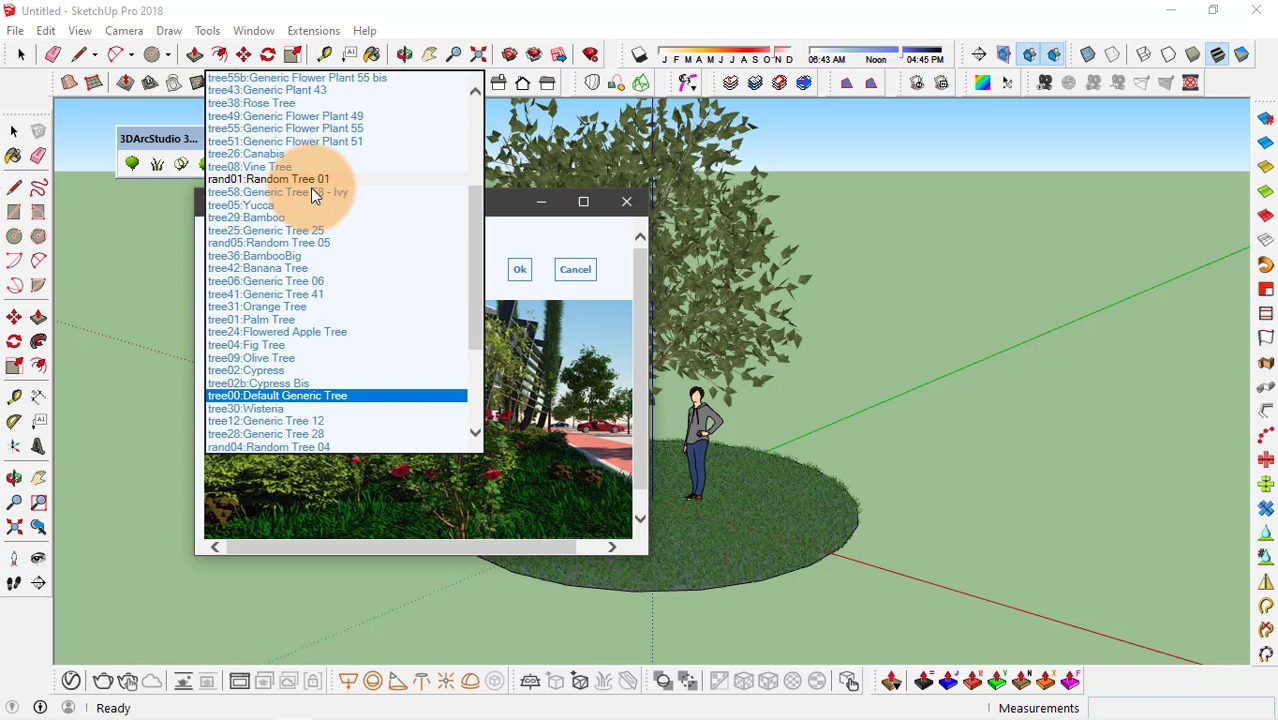 Untitled - SketchUp Pro 2018
File Edit View Camera Draw Tools Window Extensions Help
J F M A M J J A S O N D
06:43 AM Noon 04:45 PM
3DArcStudio 3...
tree55b:Generic Flower Plant 55 bis
tree43:Generic Plant 43
tree38:Rose Tree
tree49:Generic Flower Plant 49
tree55:Generic Flower Plant 55
tree51:Generic Flower Plant 51
tree26:Canabis
tree08:Vine Tree
rand01:Random Tree 01
tree58:Generic - Ivy
tree05:Yucca
tree29:Bamboo
tree25:Generic Tree 25
rand05:Random Tree 05
tree36:BambooBig
tree42:Banana Tree
tree06:Generic Tree 06
tree41:Generic Tree 41
tree31:Orange Tree
tree01:Palm Tree
tree24:Flowered Apple Tree
tree04:Fig Tree
tree09:Olive Tree
tree02:Cypress
tree02b:Cypress Bis
tree00:Default Generic Tree
tree30:Wisteria
tree12:Generic Tree 12
tree28:Generic Tree 28
rand04:Random Tree 04
Ok Cancel
Ready
Measurements